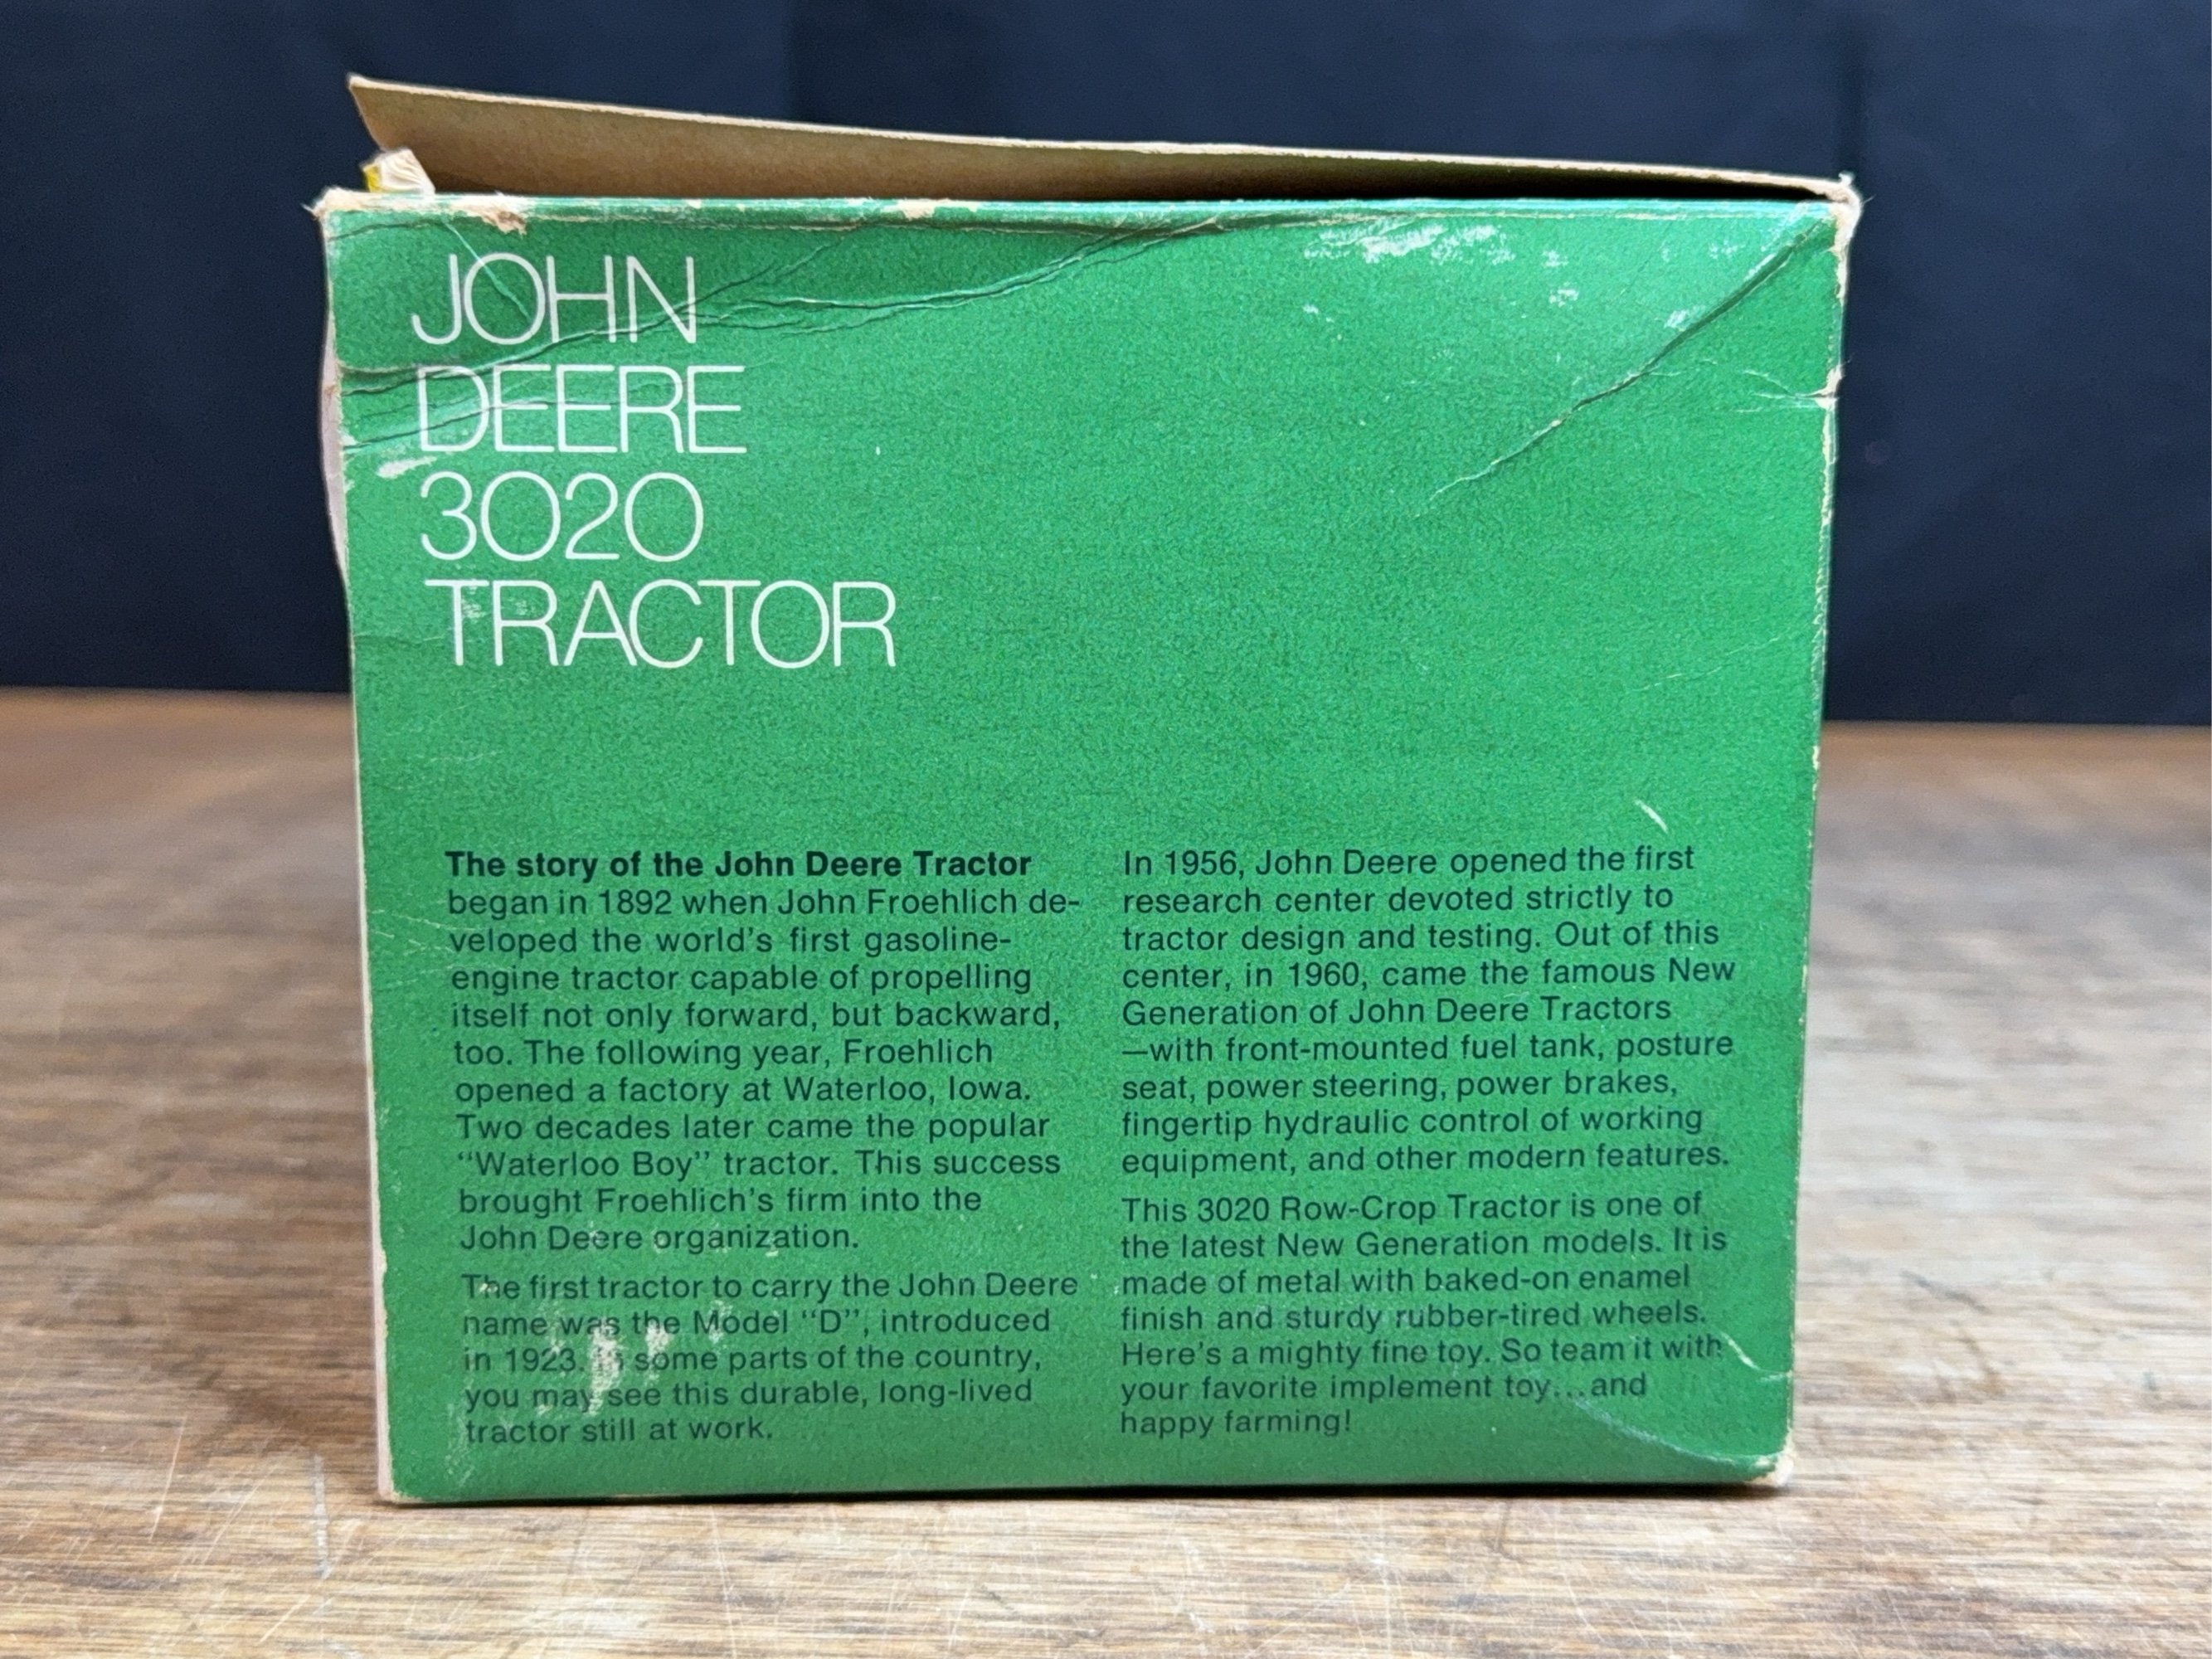 JOHN
DEERE
3020
TRACTOR
The story of the John Deere Tractor
began in 1892 when John Froehlich de-
veloped the world's first gasoline-
engine tractor capable of propelling
itself not only forward, but backward,
too. The following year, Froehlich
opened a factory at Waterloo, Iowa.
Two decades later came the popular
“Waterloo Boy” tractor. This success
brought Froehlich's firm into the
John Deere organization.
The first tractor to carry the John Deere
name was the Model “D”, introduced
in 1923. In some parts of the country,
you may see this durable, long-lived
tractor still at work.
In 1956, John Deere opened the first
research center devoted strictly to
tractor design and testing. Out of this
center, in 1960, came the famous New
Generation of John Deere Tractors
—with front-mounted fuel tank, posture
seat, power steering, power brakes,
fingertip hydraulic control of working
equipment, and other modern features.
This 3020 Row-Crop Tractor is one of
the latest New Generation models. It is
made of metal with baked-on enamel
finish and sturdy rubber-tired wheels.
Here's a mighty fine toy. So team it with
your favorite implement toy...and
happy farming!